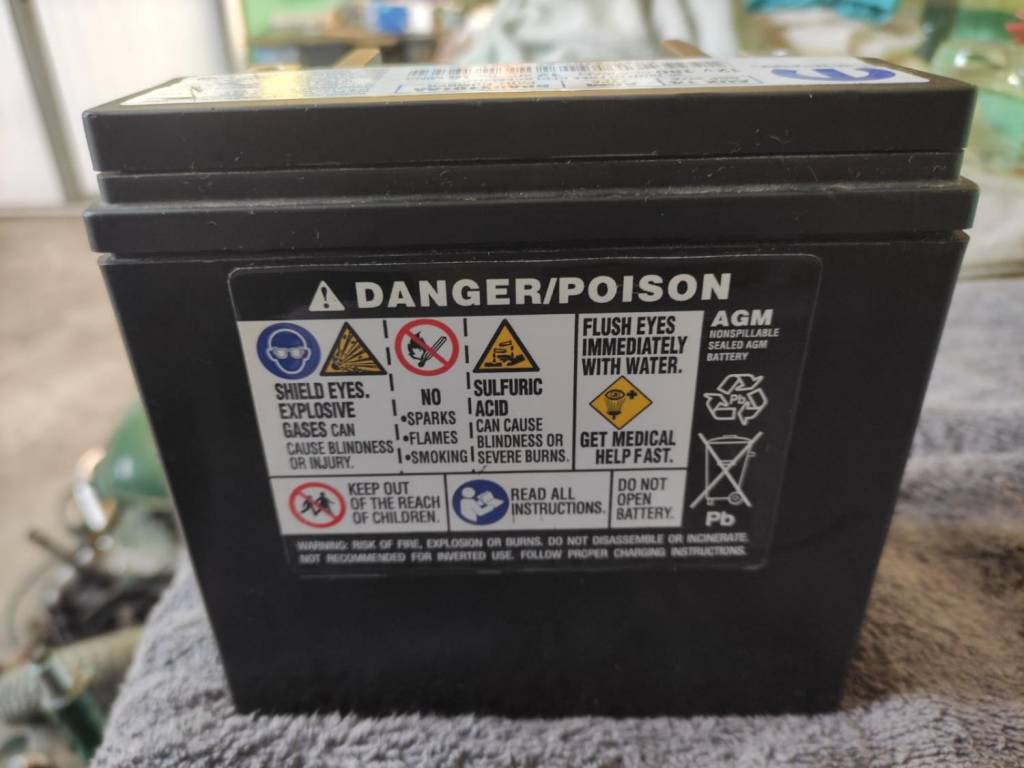 DANGER/POISON
SHIELD EYES.
EXPLOSIVE
GASES CAN
CAUSE BLINDNESS
OR INJURY.
NO
•SPARKS
•FLAMES
•SMOKING
SULFURIC
ACID
CAN CAUSE
BLINDNESS OR
SEVERE BURNS.
FLUSH EYES
IMMEDIATELY
WITH WATER.
GET MEDICAL
HELP FAST.
AGM
NONSPILLABLE
SEALED AGM
BATTERY
Pb
KEEP OUT
OF THE REACH
OF CHILDREN.
READ ALL
INSTRUCTIONS.
DO NOT
OPEN
BATTERY.
Pb
WARNING: RISK OF FIRE, EXPLOSION OR BURNS. DO NOT DISASSEMBLE OR INCINERATE.
NOT RECOMMENDED FOR INVERTED USE. FOLLOW PROPER CHARGING INSTRUCTIONS.